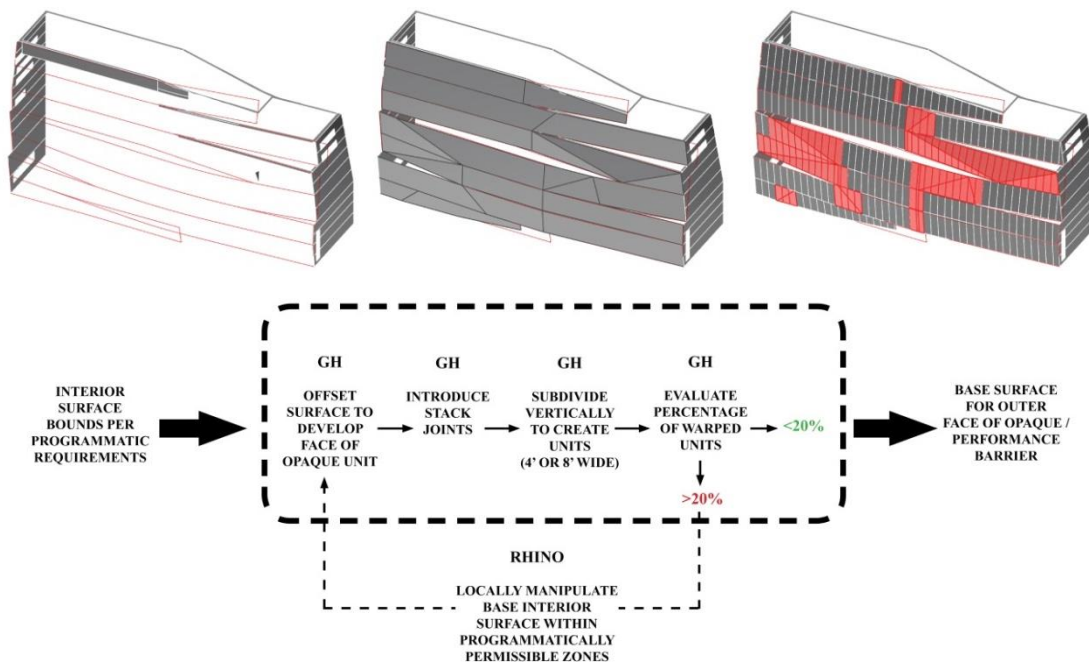 INTERIOR
SURFACE
BOUNDS PER
PROGRAMMATIC
REQUIREMENTS
GH
OFFSET
SURFACE TO
DEVELOP
FACE OF
OPAQUE UNIT
GH
INTRODUCE
STACK
JOINTS
GH
SUBDIVIDE
VERTICALLY
TO CREATE
UNITS
(4' OR 8' WIDE)
GH
EVALUATE
PERCENTAGE
OF WARPED
UNITS
<20%
>20%
BASE SURFACE
FOR OUTER
FACE OF OPAQUE /
PERFORMANCE
BARRIER
RHINO
LOCALLY MANIPULATE
BASE INTERIOR
SURFACE WITHIN
PROGRAMMATICALLY
PERMISSIBLE ZONES